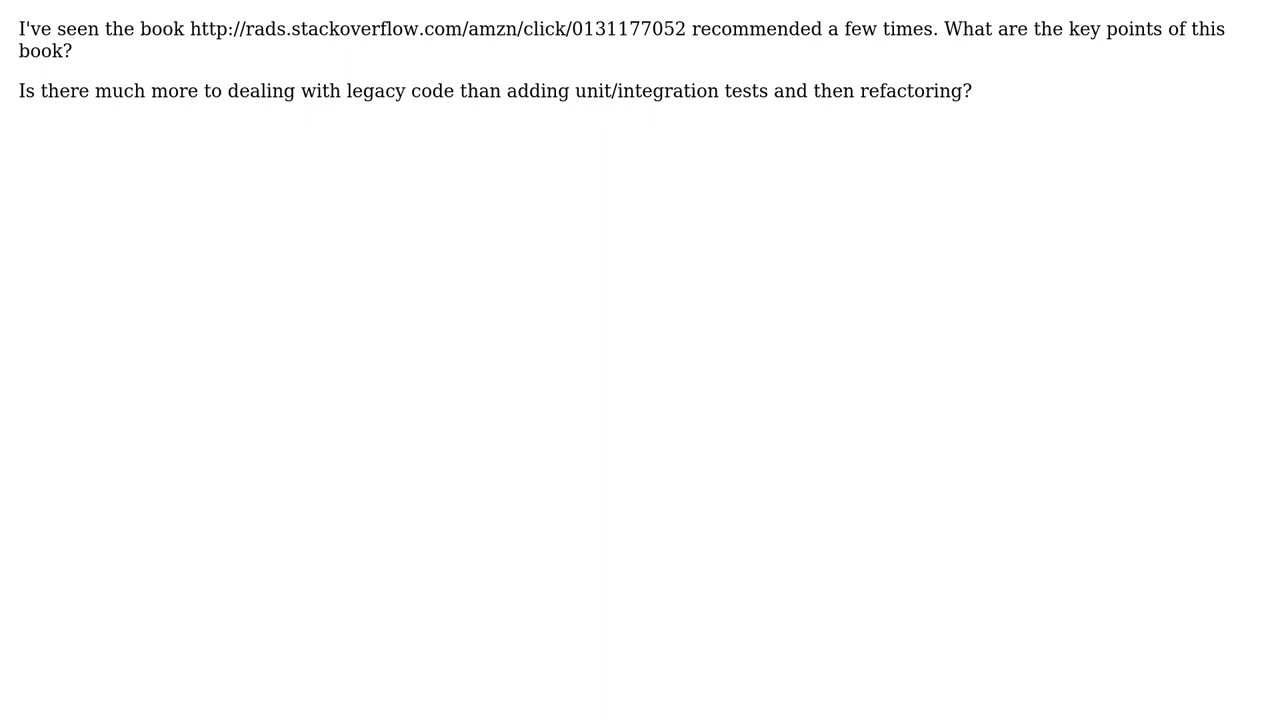 I've seen the book http://rads.stackoverflow.com/amzn/click/0131177052 recommended a few times. What are the key points of this
book?
Is there much more to dealing with legacy code than adding unit/integration tests and then refactoring?